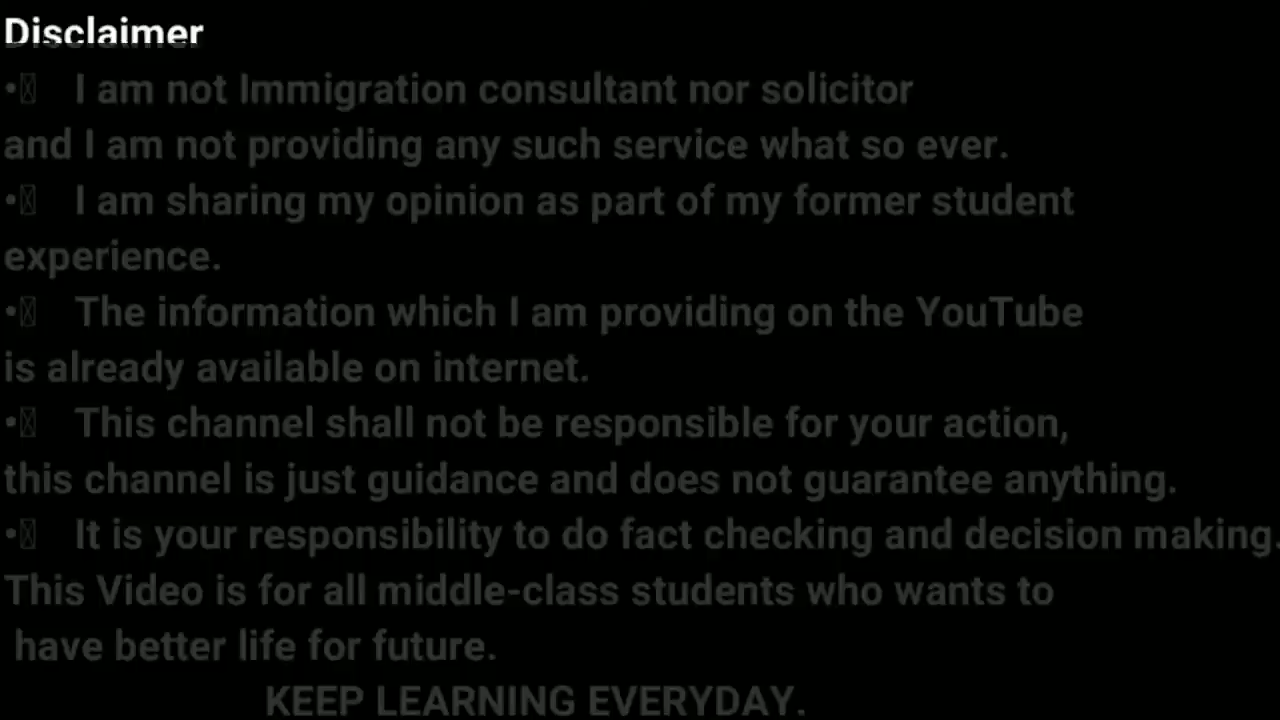 Disclaimer
• I am not Immigration consultant nor solicitor
and I am not providing any such service what so ever.
• I am sharing my opinion as part of my former student
experience.
• The information which I am providing on the YouTube
is already available on internet.
• This channel shall not be responsible for your action,
this channel is just guidance and does not guarantee anything.
• It is your responsibility to do fact checking and decision making.
This Video is for all middle-class students who wants to
have better life for future.
KEEP LEARNING EVERYDAY.